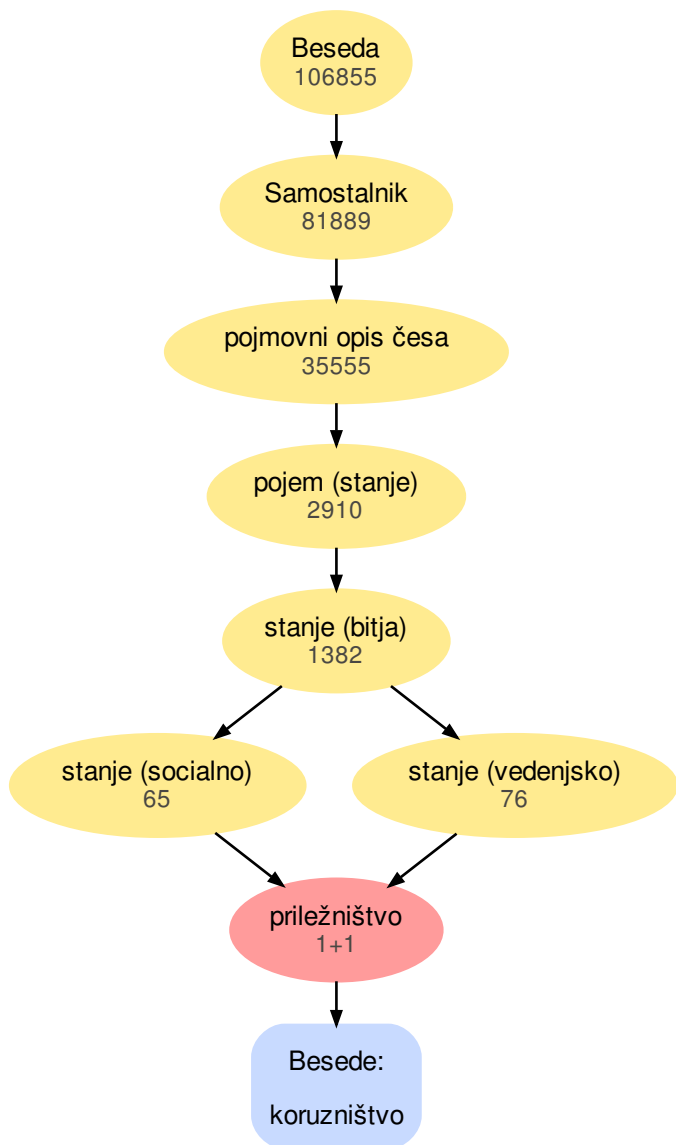 Beseda
106855
Samostalnik
81889
pojmovni opis česa
35555
pojem (stanje)
2910
stanje (bitja)
1382
stanje (socialno)
65
stanje (vedenjsko)
76
priležništvo
1+1
Besede:
koruzništvo